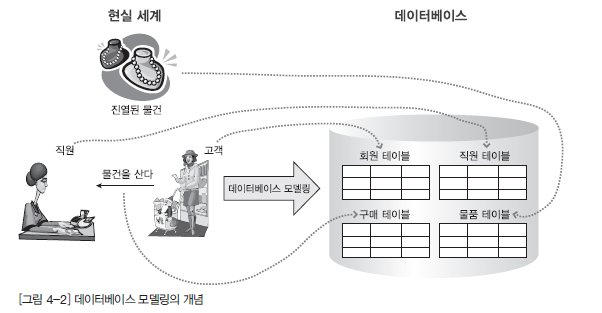 현실 세계
데이터베이스
진열된 물건
직원
고객
물건을 산다
데이터베이스 모델링
회원 테이블
직원 테이블
구매 테이블
물품 테이블
[그림 4-2] 데이터베이스 모델링의 개념